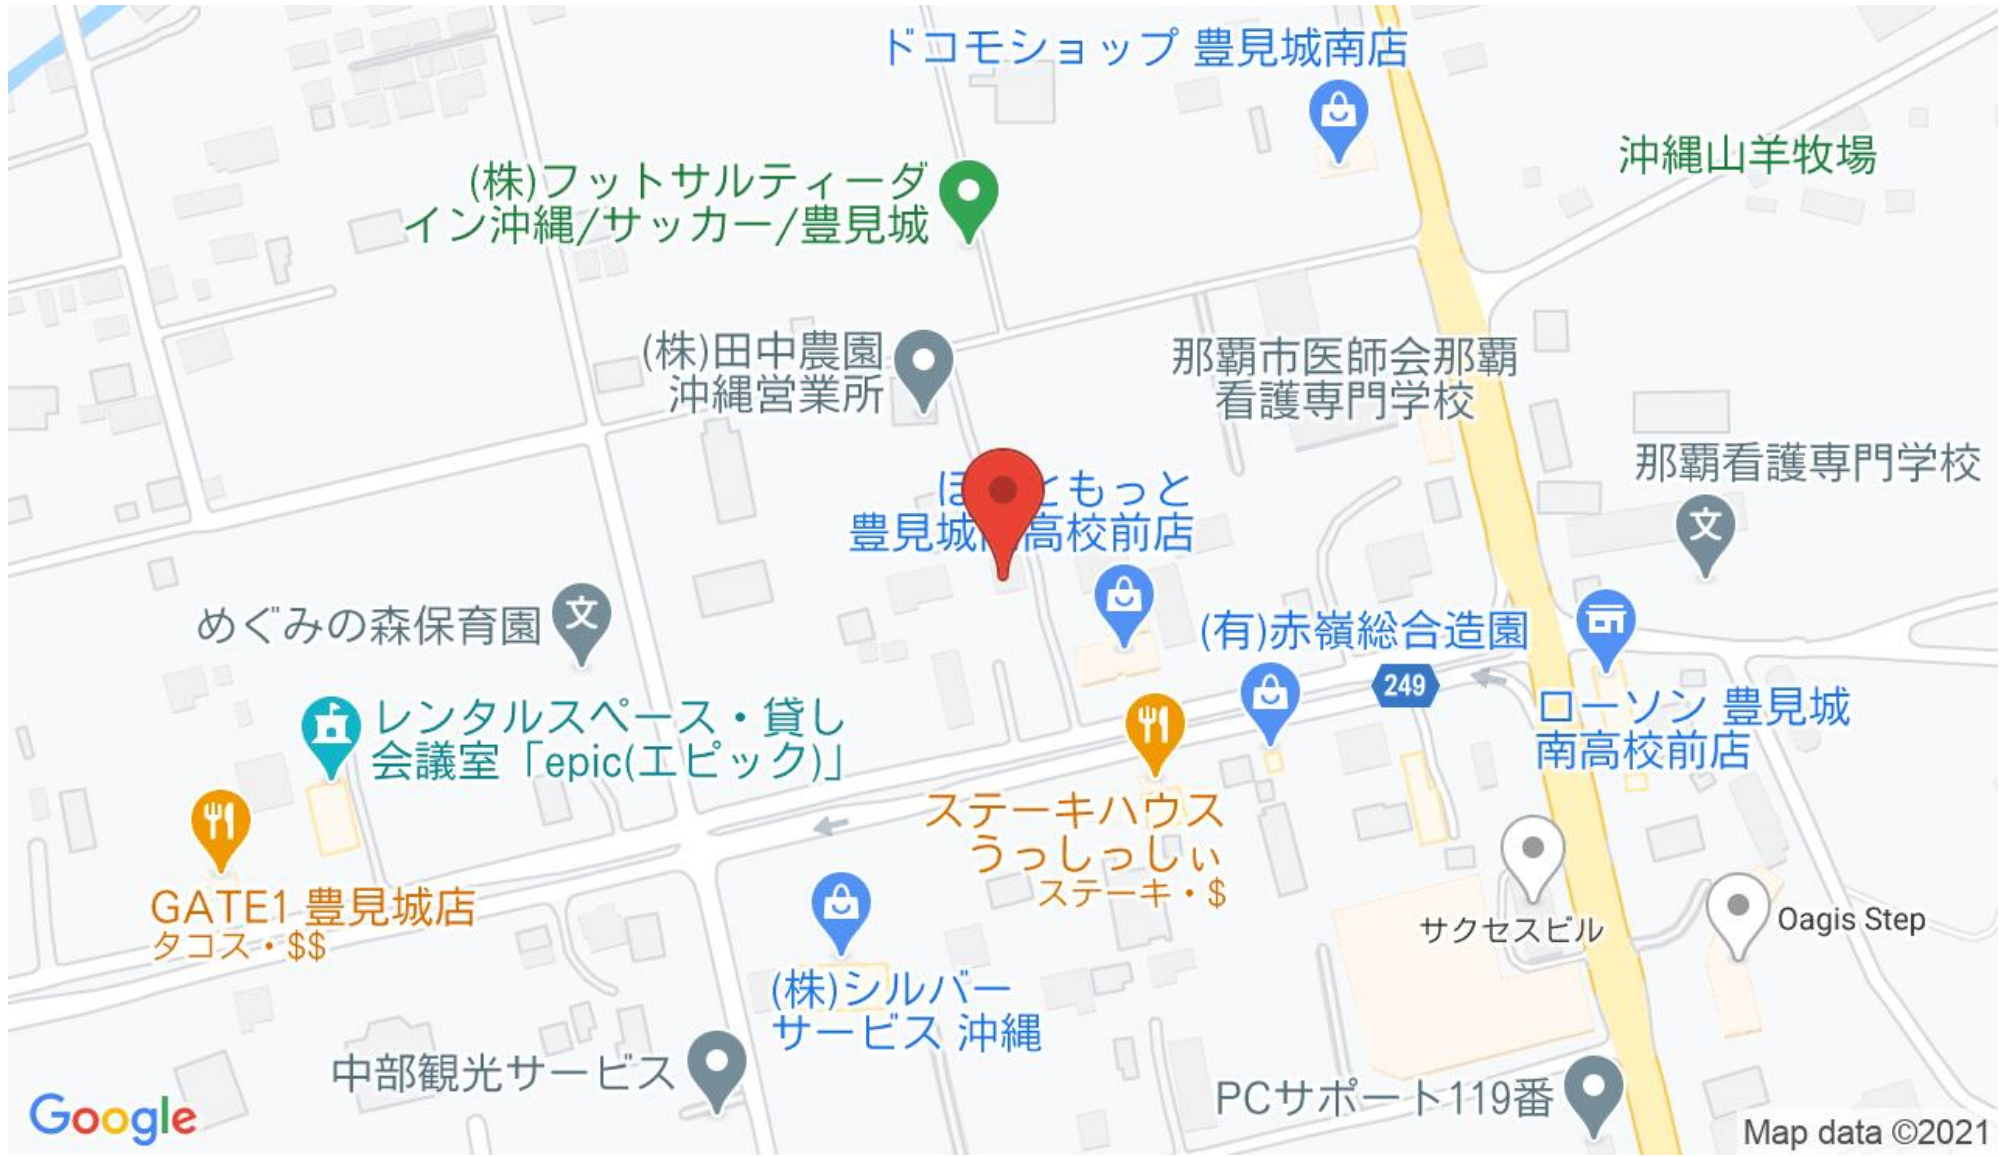 ドコモショップ 豊見城南店
沖縄山羊牧場
(株)フットサルティーダ
イン沖縄/サッカー/豊見城
(株)田中農園
沖縄営業所
那覇市医師会那覇
看護専門学校
那覇看護専門学校
ともっと
豊見城
高校前店
めぐみの森保育園
(有)赤嶺総合造園
249
ローソン 豊見城
南高校前店
レンタルスペース・貸し
会議室「epic(エピック)」
ステーキハウス
うっしっしぃ
ステーキ・$
GATE1 豊見城店
タコス・$$
サクセスビル
Oagis Step
(株)シルバー
サービス 沖縄
中部観光サービス
PCサポート119番
文
文
Google
Map data ©2021